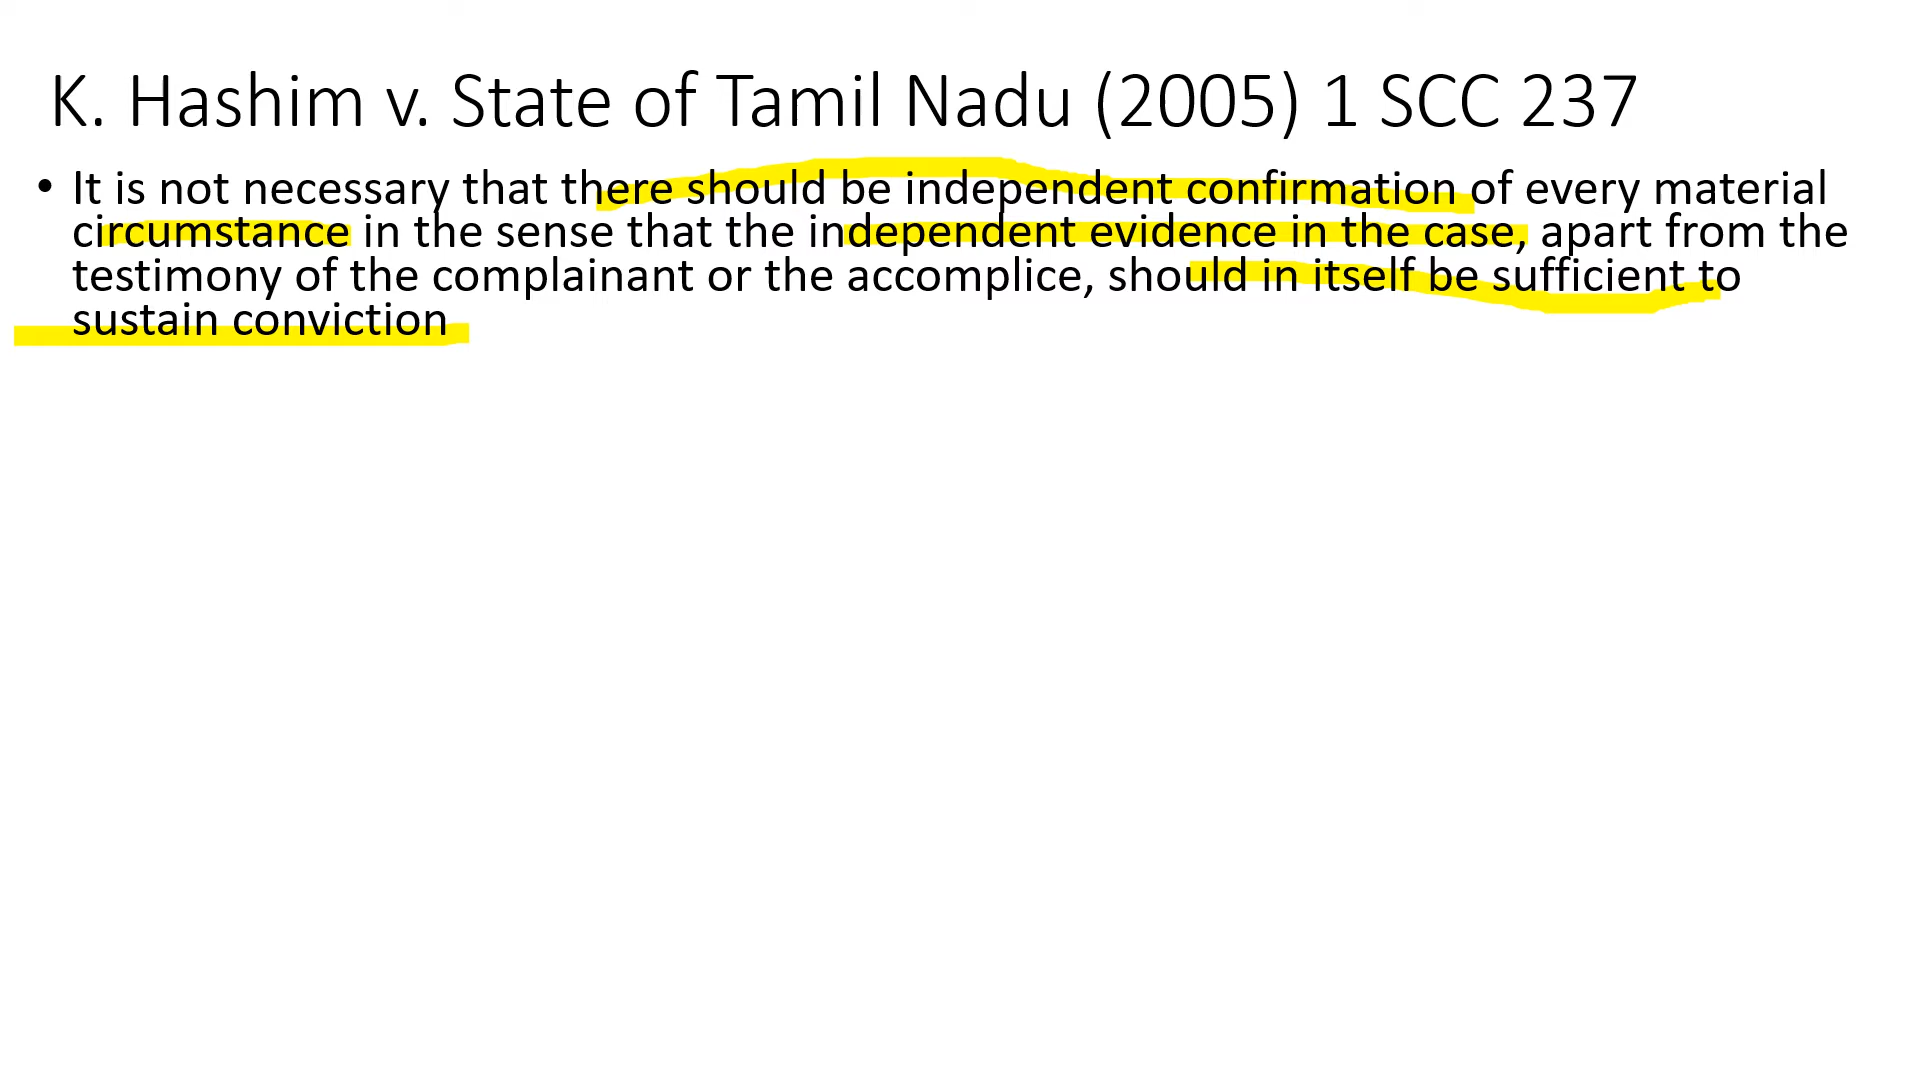 K. Hashim v. State of Tamil Nadu (2005) 1 SCC 237
• It is not necessary that there should be independent confirmation of every material
circumstance in the sense that the independent evidence in the case, apart from the
testimony of the complainant or the accomplice, should in itself be sufficient to
sustain conviction